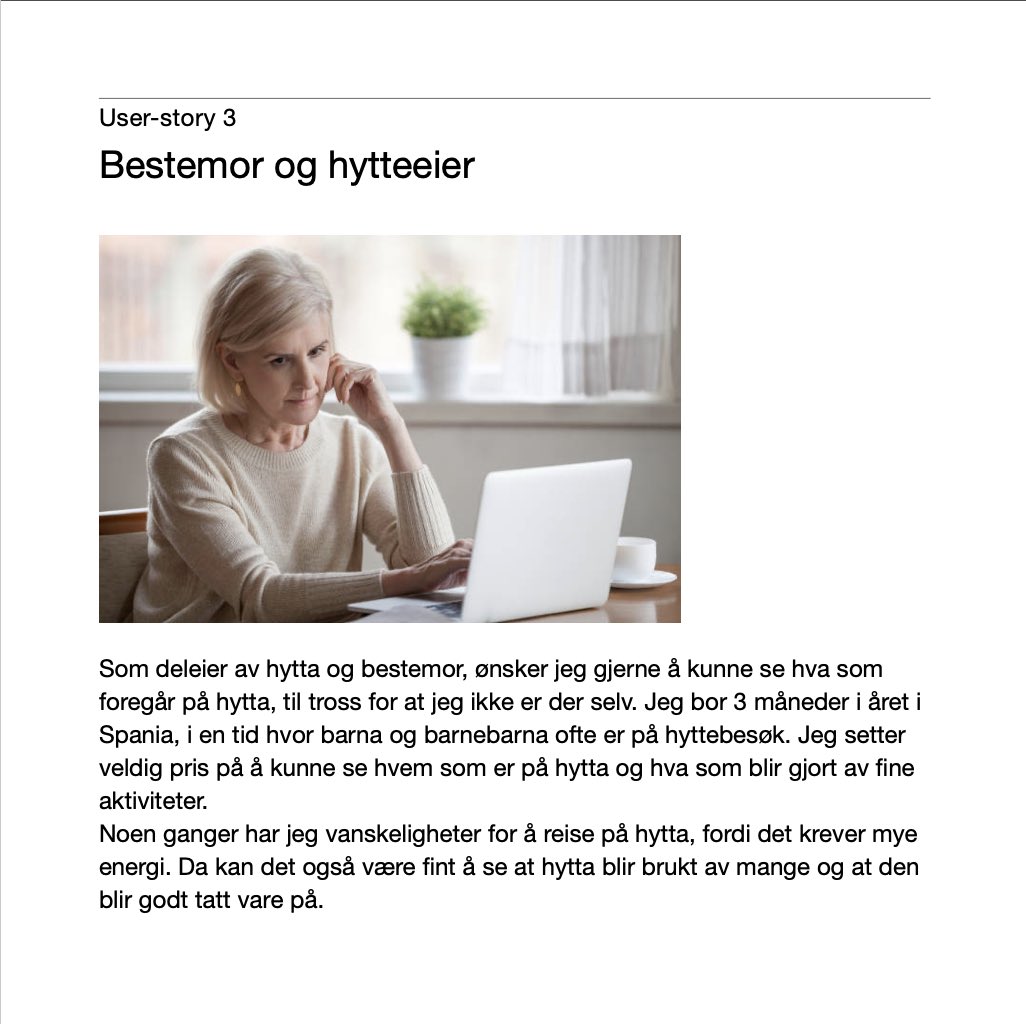 User-story 3
Bestemor og hytteeier
Som deleier av hytta og bestemor, ønsker jeg gjerne å kunne se hva som
foregår på hytta, til tross for at jeg ikke er der selv. Jeg bor 3 måneder i året i
Spania, i en tid hvor barna og barnebarna ofte er på hyttebesøk. Jeg setter
veldig pris på å kunne se hvem som er på hytta og hva som blir gjort av fine
aktiviteter.
Noen ganger har jeg vanskeligheter for å reise på hytta, fordi det krever mye
energi. Da kan det også være fint å se at hytta blir brukt av mange og at den
blir godt tatt vare på.